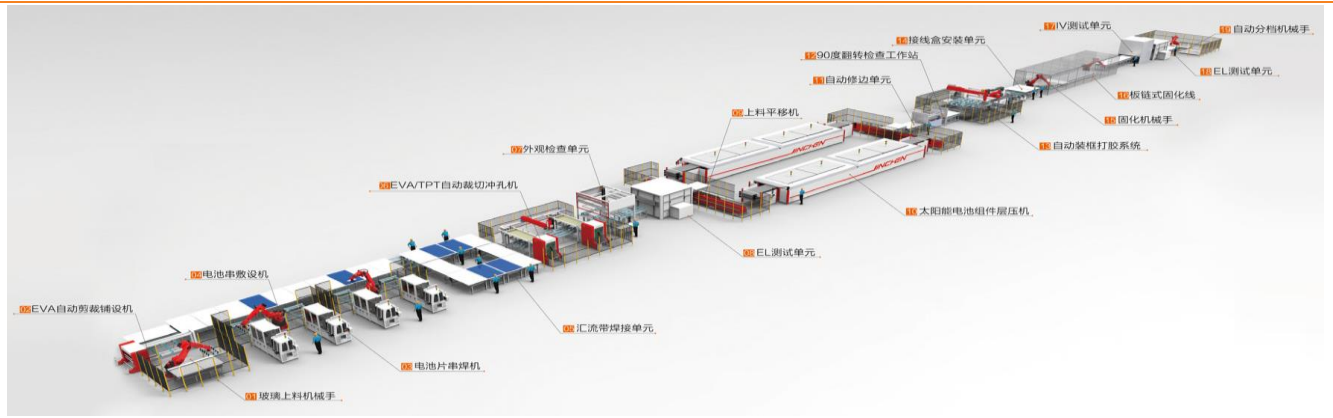 17IV测试单元
19自动分档机械手
14接线盒安装单元
1290度翻转检查工作站
18EL测试单元
11自动修边单元
16板链式固化线
09上料平移机
15固化机械手
07外观检查单元
13自动装框打胶系统
JINCHEN
JINCHEN
06EVA/TPT自动裁切冲孔机
10太阳能电池组件层压机
08EL测试单元
04电池串敷设机
02EVA自动剪裁铺设机
05汇流带焊接单元
03电池片串焊机
01玻璃上料机械手